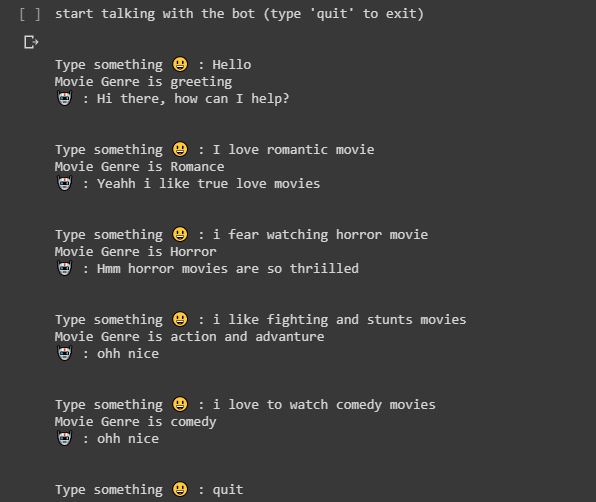 [ ] start talking with the bot (type 'quit' to exit)
Type something 😀 : Hello
Movie Genre is greeting
🤖 : Hi there, how can I help?
Type something 😀 : I love romantic movie
Movie Genre is Romance
🤖 : Yeahh i like true love movies
Type something 😀 : i fear watching horror movie
Movie Genre is Horror
🤖 : Hmm horror movies are so thriilled
Type something 😀 : i like fighting and stunts movies
Movie Genre is action and advanture
🤖 : ohh nice
Type something 😀 : i love to watch comedy movies
Movie Genre is comedy
🤖 : ohh nice
Type something 😀 : quit